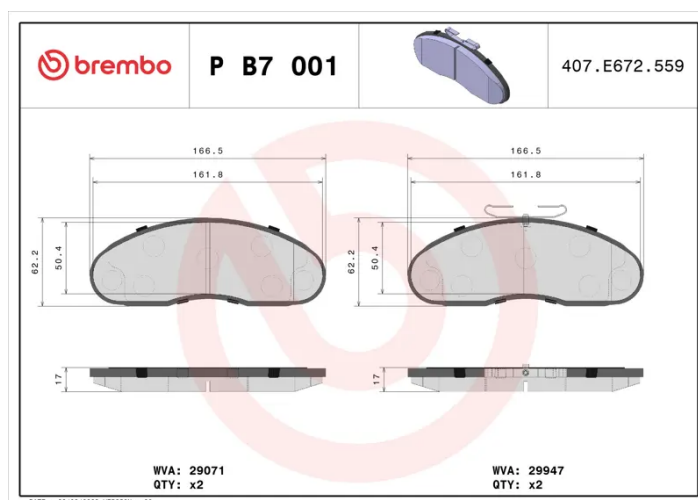 brembo
P B7 001
407.E672.559
166.5
161.8
62.2
50.4
17
166.5
161.8
62.2
50.4
17
WVA: 29071
QTY: x2
WVA: 29947
QTY: x2